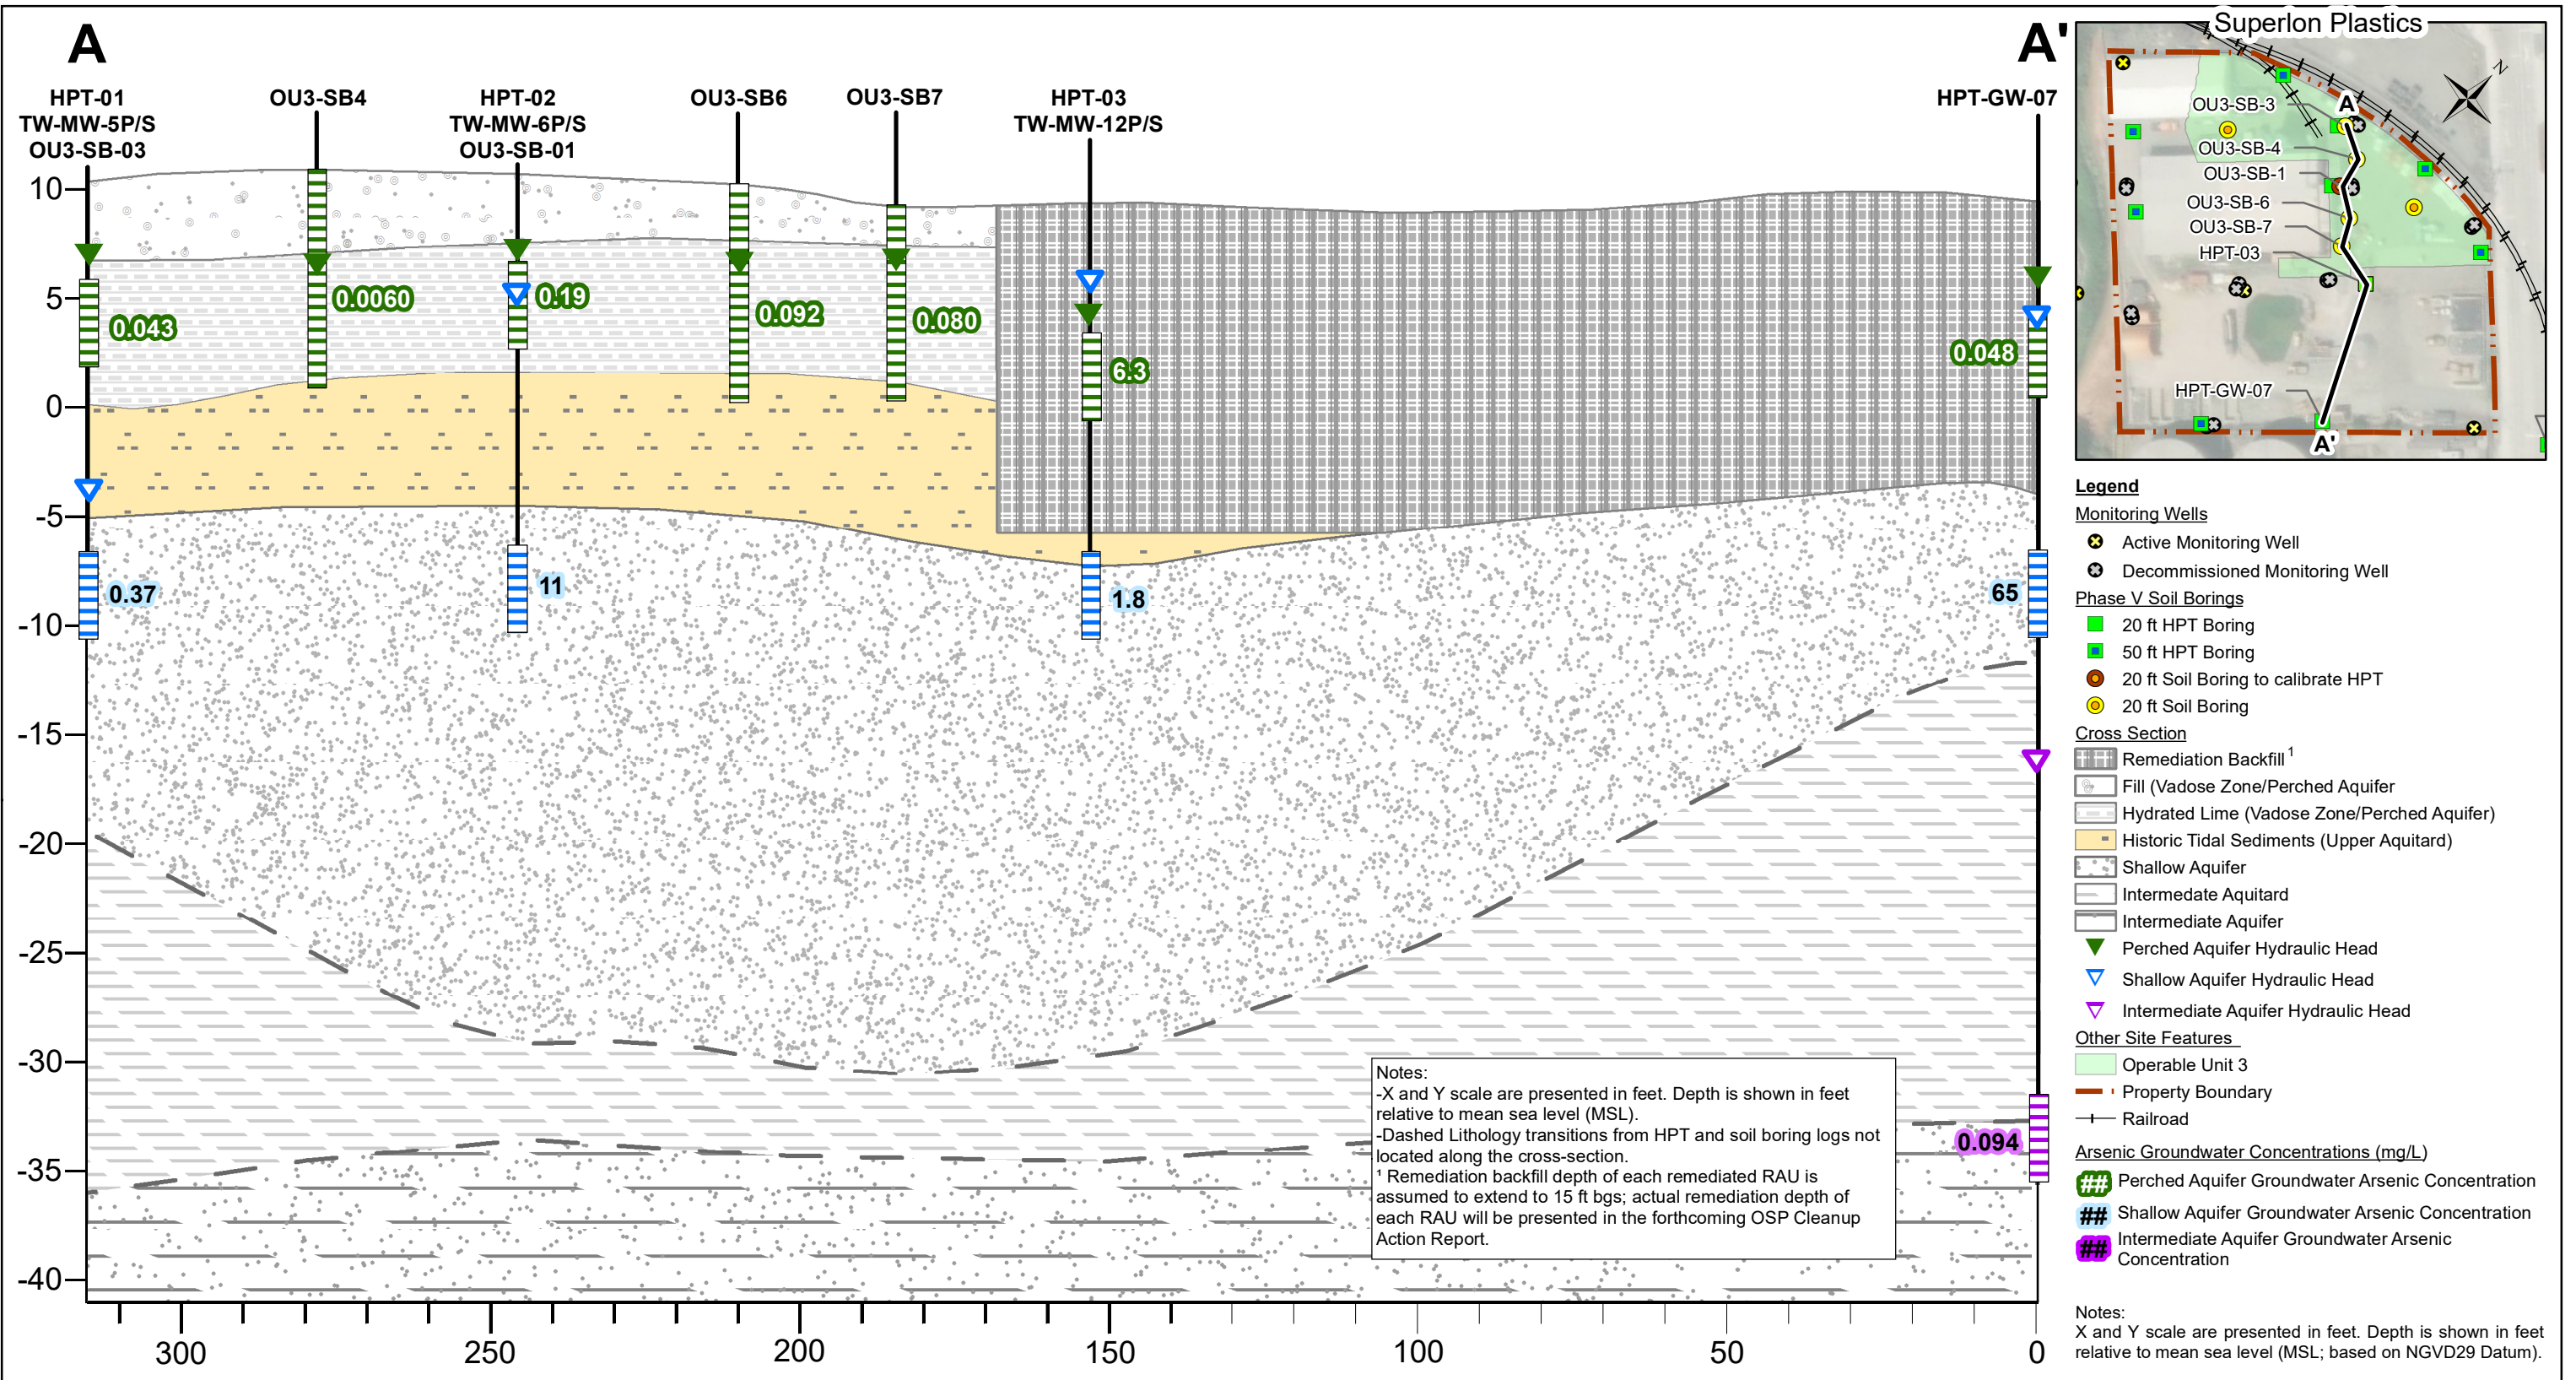 A
A'
HPT-01
TW-MW-5P/S
OU3-SB-03
OU3-SB4
HPT-02
TW-MW-6P/S
OU3-SB-01
OU3-SB6
OU3-SB7
HPT-03
TW-MW-12P/S
HPT-GW-07
10
5
0
-5
-10
-15
-20
-25
-30
-35
-40
0.043
0.0060
0.19
0.092
0.080
6.3
0.048
0.37
11
1.8
65
0.094
300
250
200
150
100
50
0
Notes:
-X and Y scale are presented in feet. Depth is shown in feet
relative to mean sea level (MSL).
-Dashed Lithology transitions from HPT and soil boring logs not
located along the cross-section.
¹ Remediation backfill depth of each remediated RAU is
assumed to extend to 15 ft bgs; actual remediation depth of
each RAU will be presented in the forthcoming OSP Cleanup
Action Report.
Superlon Plastics
N
A
OU3-SB-3
OU3-SB-4
OU3-SB-1
OU3-SB-6
OU3-SB-7
HPT-03
HPT-GW-07
A'
Legend
Monitoring Wells
Active Monitoring Well
Decommissioned Monitoring Well
Phase V Soil Borings
20 ft HPT Boring
50 ft HPT Boring
20 ft Soil Boring to calibrate HPT
20 ft Soil Boring
Cross Section
Remediation Backfill ¹
Fill (Vadose Zone/Perched Aquifer
Hydrated Lime (Vadose Zone/Perched Aquifer)
Historic Tidal Sediments (Upper Aquitard)
Shallow Aquifer
Intermedate Aquitard
Intermediate Aquifer
Perched Aquifer Hydraulic Head
Shallow Aquifer Hydraulic Head
Intermediate Aquifer Hydraulic Head
Other Site Features
Operable Unit 3
Property Boundary
Railroad
Arsenic Groundwater Concentrations (mg/L)
## Perched Aquifer Groundwater Arsenic Concentration
## Shallow Aquifer Groundwater Arsenic Concentration
## Intermediate Aquifer Groundwater Arsenic
Concentration
Notes:
X and Y scale are presented in feet. Depth is shown in feet
relative to mean sea level (MSL; based on NGVD29 Datum).